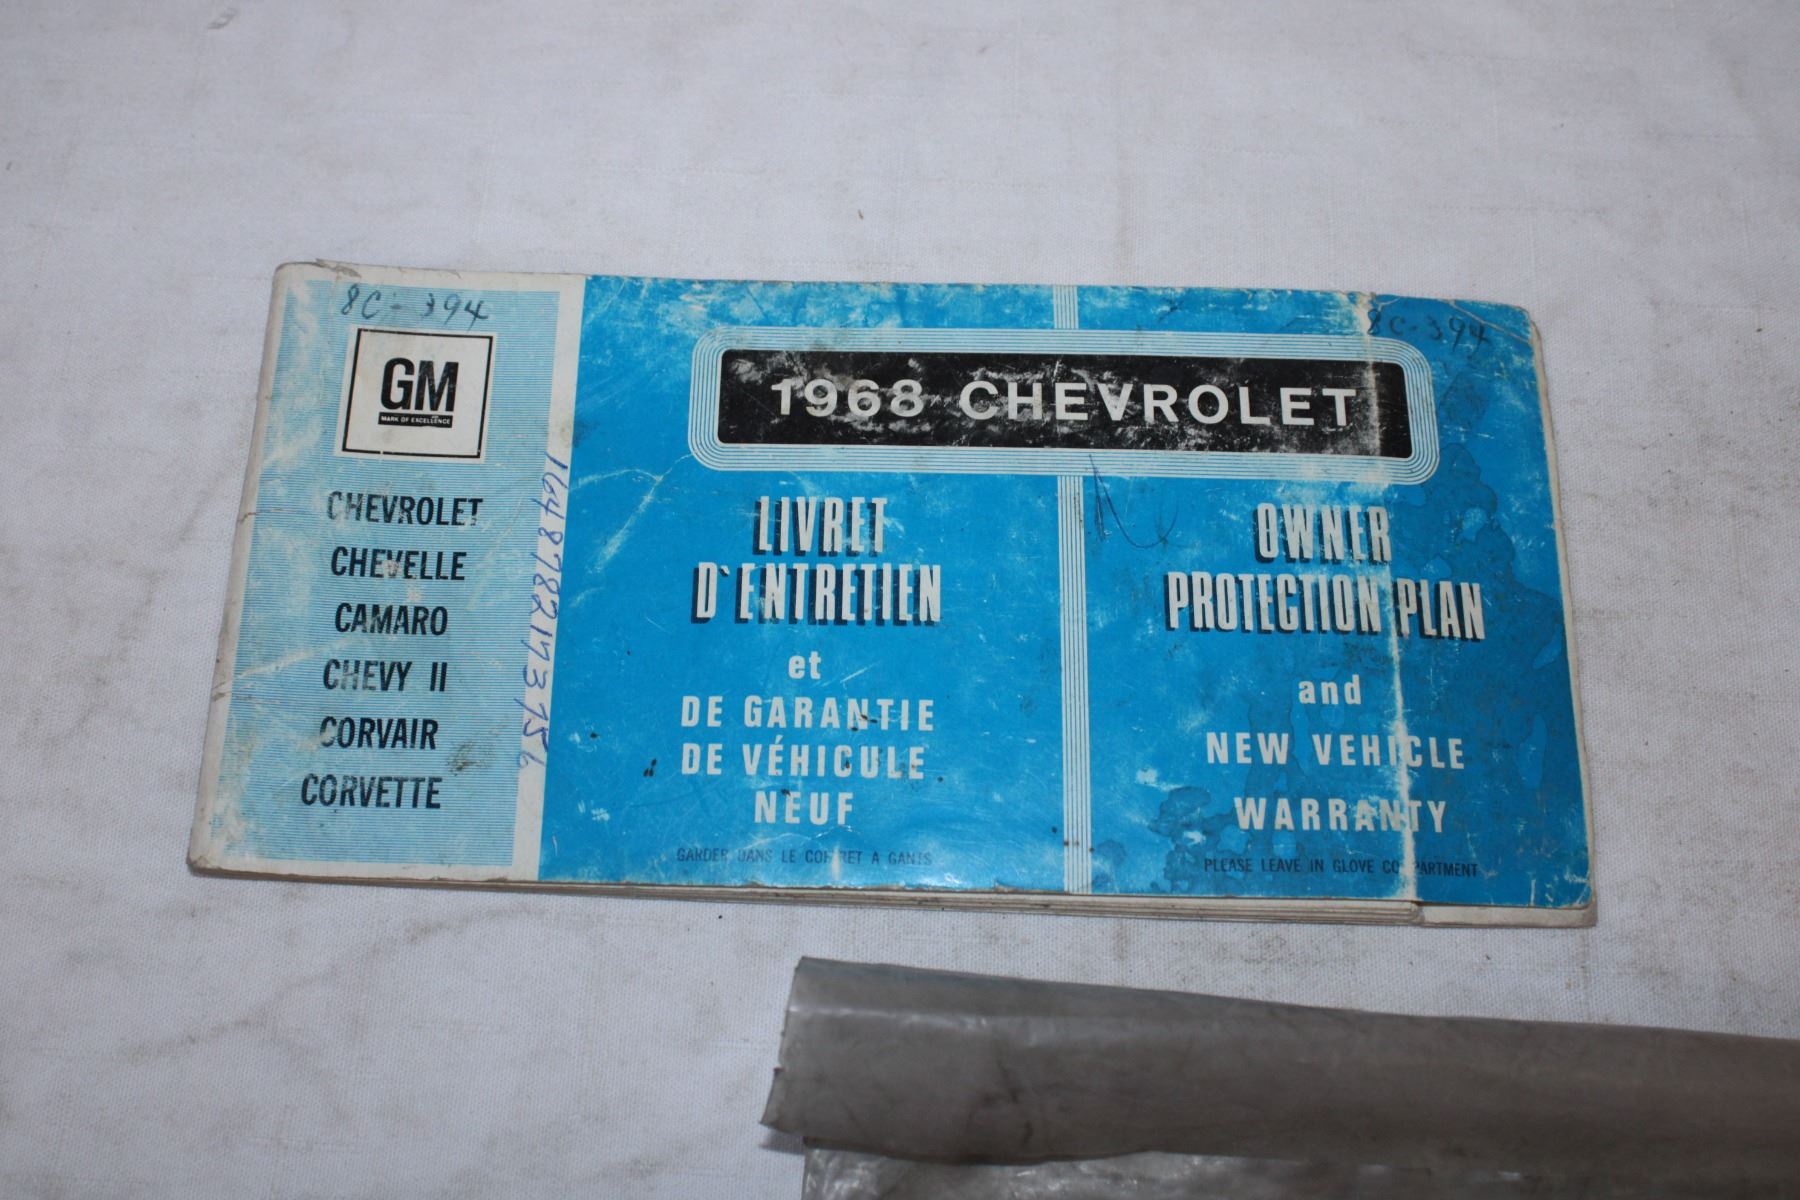 8C-394
GM
MARK OF EXCELLENCE
CHEVROLET
CHEVELLE
CAMARO
CHEVY II
CORVAIR
CORVETTE
8C-394
1968 CHEVROLET
LIVRET
D'ENTRETIEN
et
DE GARANTIE
DE VÉHICULE
NEUF
GARDER DANS LE COFFRET A GANTS
OWNER
PROTECTION PLAN
and
NEW VEHICLE
WARRANTY
PLEASE LEAVE IN GLOVE COMPARTMENT